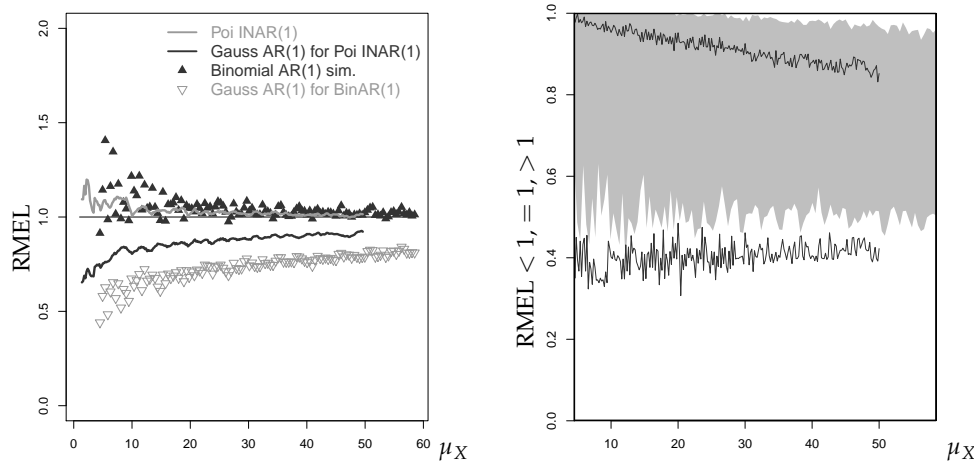 Poi INAR(1)
Gauss AR(1) for Poi INAR(1)
Binomial AR(1) sim.
Gauss AR(1) for BinAR(1)
RMEL
0.0
0.5
1.0
1.5
2.0
0
10
20
30
40
50
60
μX
RMEL < 1, = 1, > 1
0.0
0.2
0.4
0.6
0.8
1.0
10
20
30
40
50
μX